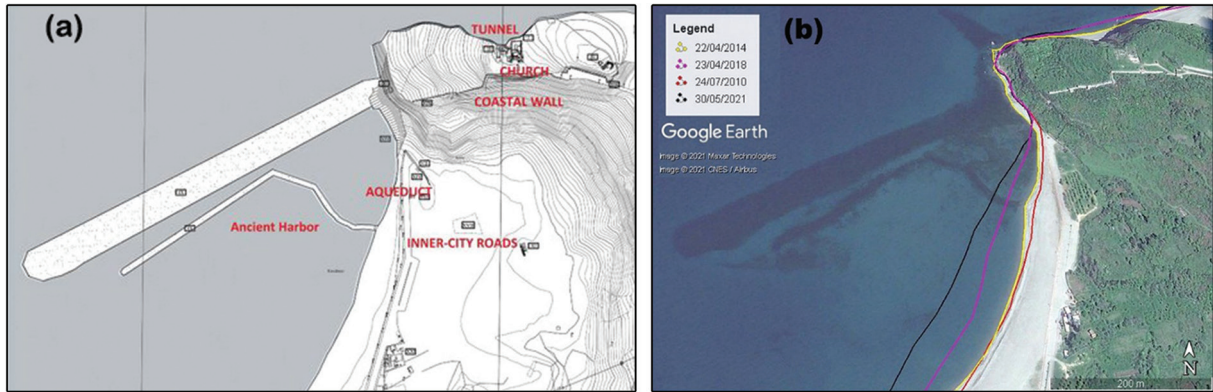 (a)
TUNNEL
CHURCH
COASTAL WALL
AQUEDUCT
Ancient Harbor
INNER-CITY ROADS
(b)
Legend
22/04/2014
23/04/2018
24/07/2010
30/05/2021
Google Earth
Image © 2021 Maxar Technologies
Image © 2021 CNES / Airbus
N
200 m